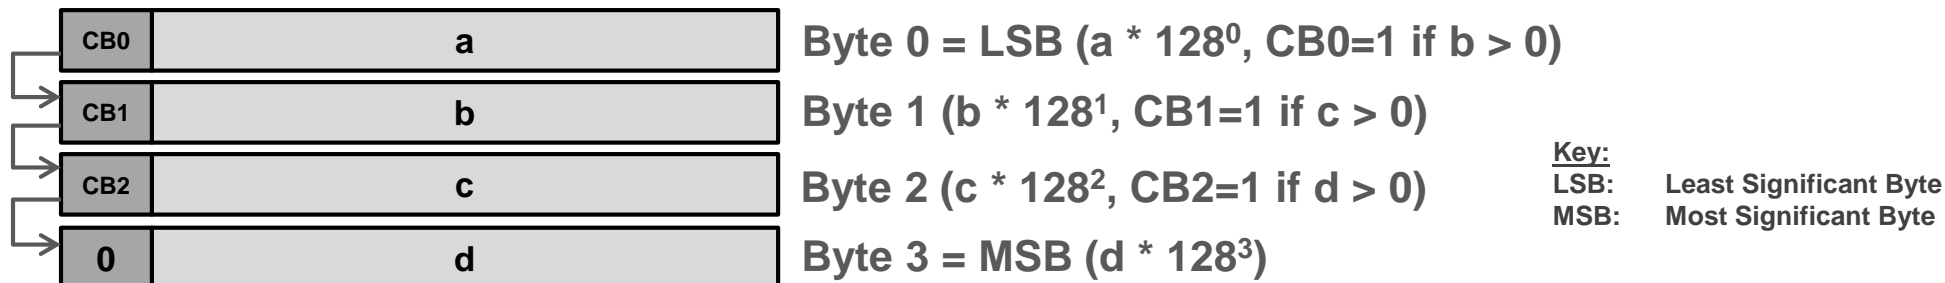 CB0 a Byte 0 = LSB (a * 128⁰, CB0=1 if b > 0)
CB1 b Byte 1 (b * 128¹, CB1=1 if c > 0)
CB2 c Byte 2 (c * 128², CB2=1 if d > 0)
0 d Byte 3 = MSB (d * 128³)
Key:
LSB: Least Significant Byte
MSB: Most Significant Byte